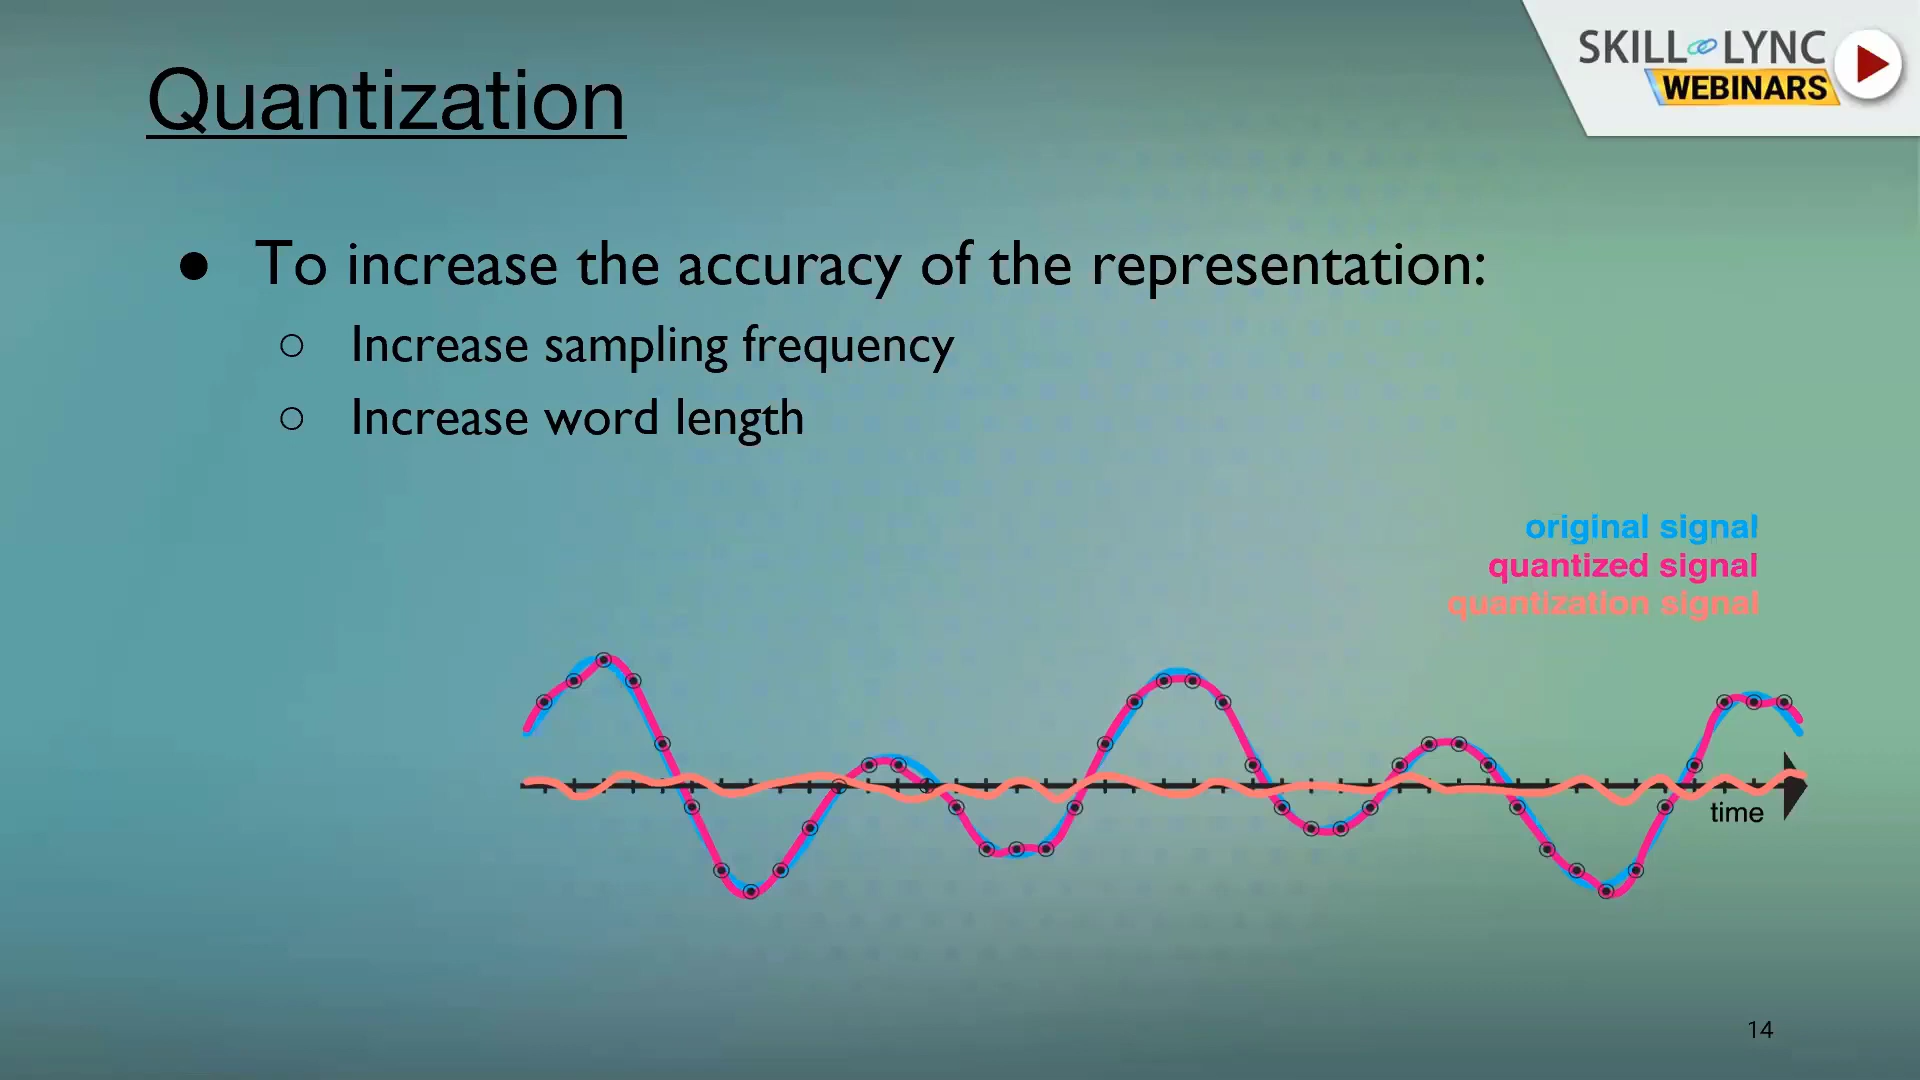 SKILL LYNC
WEBINARS
Quantization
● To increase the accuracy of the representation:
○ Increase sampling frequency
○ Increase word length
original signal
quantized signal
quantization signal
time
14